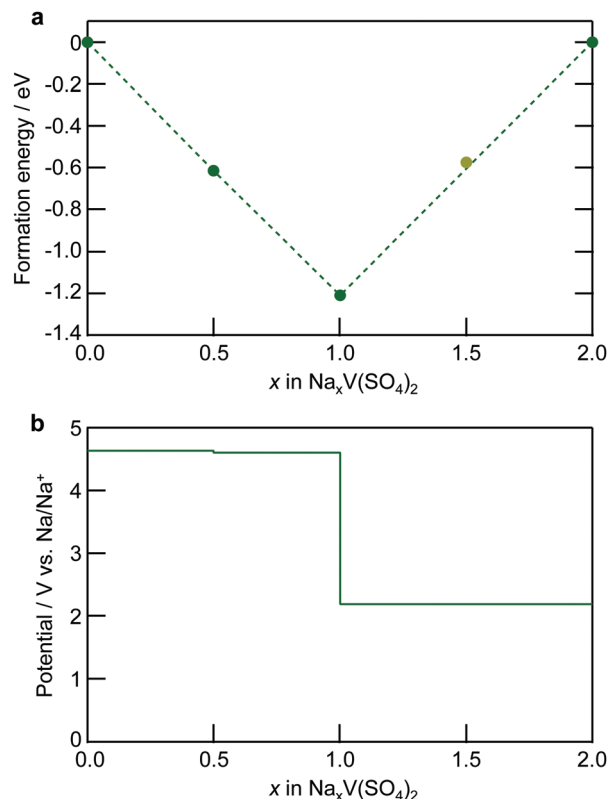 a
Formation energy / eV
0
-0.2
-0.4
-0.6
-0.8
-1.0
-1.2
-1.4
0.0 0.5 1.0 1.5 2.0
x in NaₓV(SO₄)₂
b
Potential / V vs. Na/Na⁺
5
4
3
2
1
0
0.0 0.5 1.0 1.5 2.0
x in NaₓV(SO₄)₂